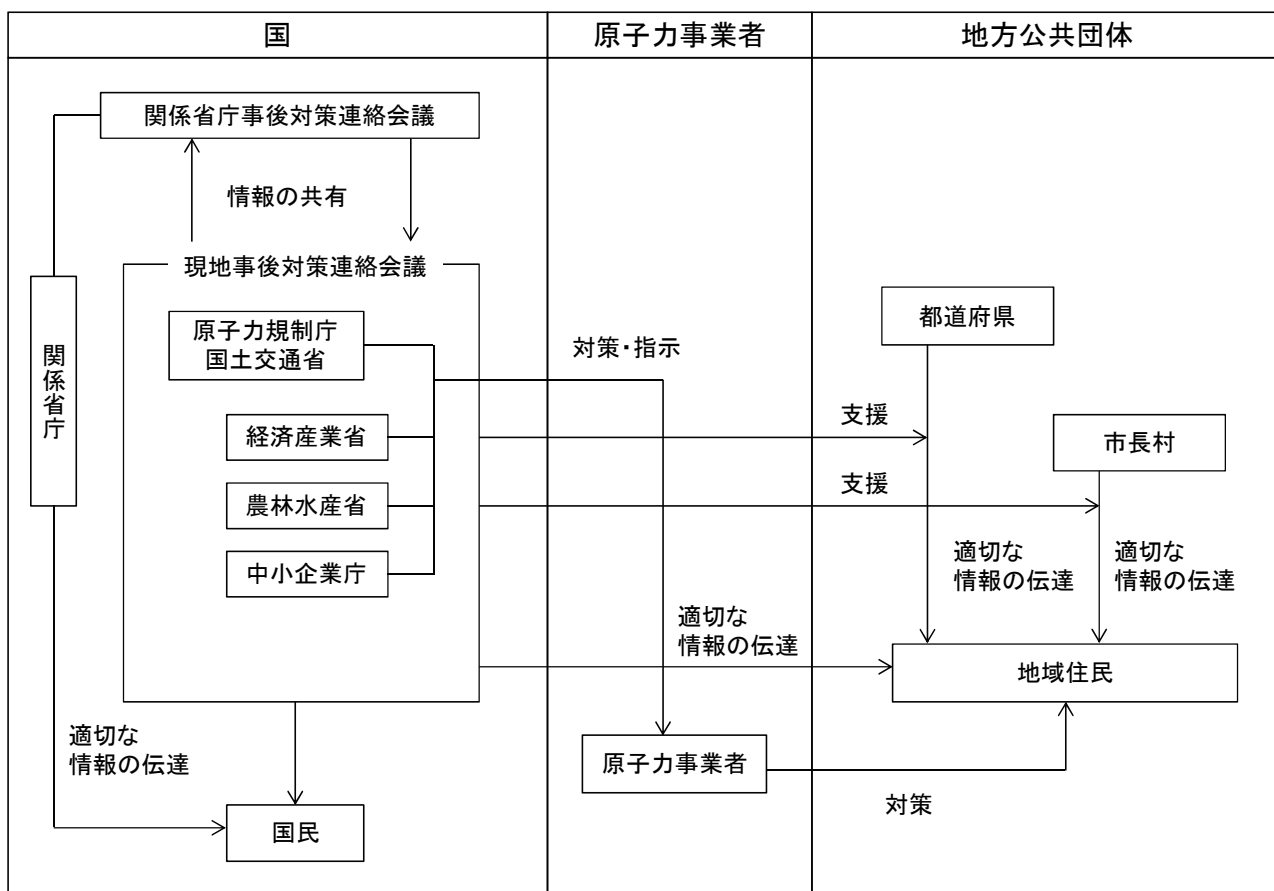 国
原子力事業者
地方公共団体
関係省庁事後対策連絡会議
情報の共有
現地事後対策連絡会議
原子力規制庁
国土交通省
経済産業省
農林水産省
中小企業庁
関係省庁
適切な
情報の伝達
国民
対策・指示
適切な
情報の伝達
原子力事業者
都道府県
支援
市長村
支援
適切な
情報の伝達
適切な
情報の伝達
地域住民
対策